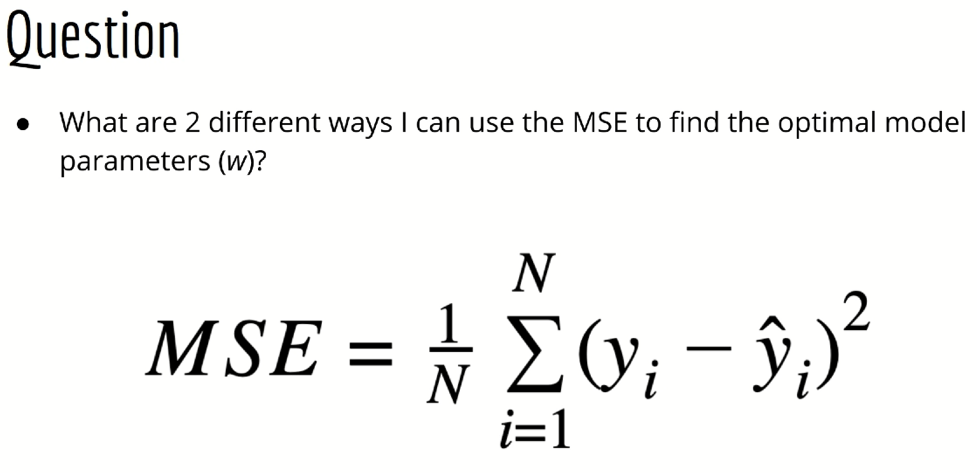 Question
● What are 2 different ways I can use the MSE to find the optimal model
parameters (w)?
N
MSE = 1/N ∑ (yᵢ − ŷᵢ)²
i=1